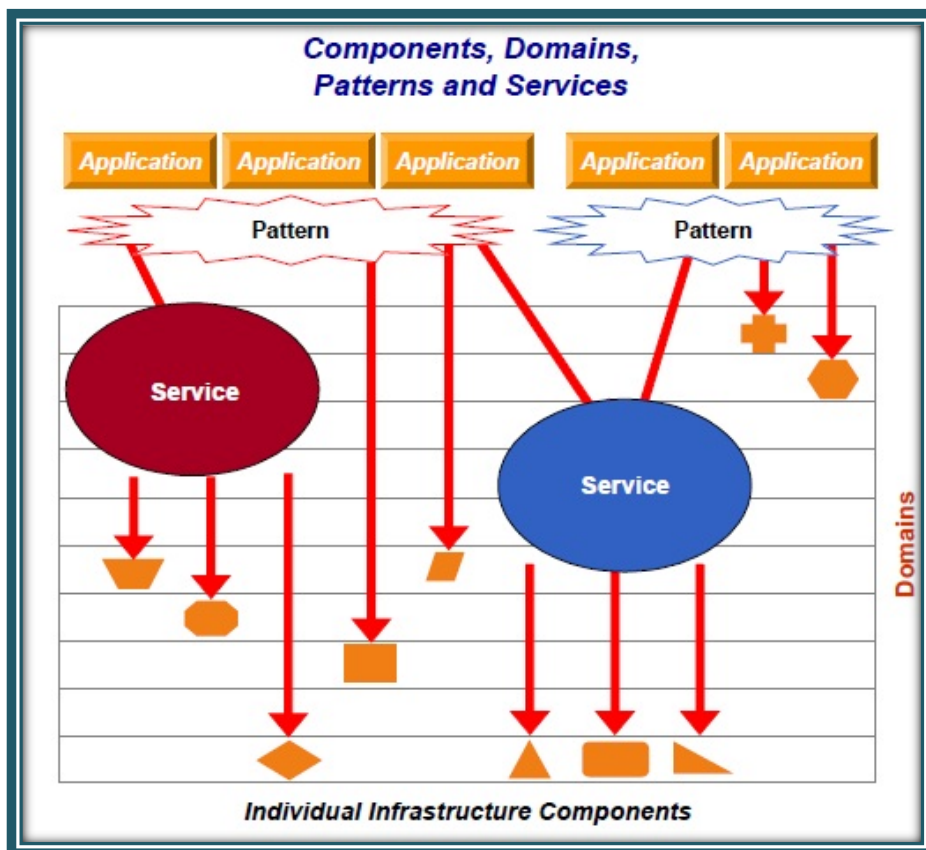 Components, Domains,
Patterns and Services
Application Application Application Application Application
Pattern Pattern
Service
Service
Domains
Individual Infrastructure Components